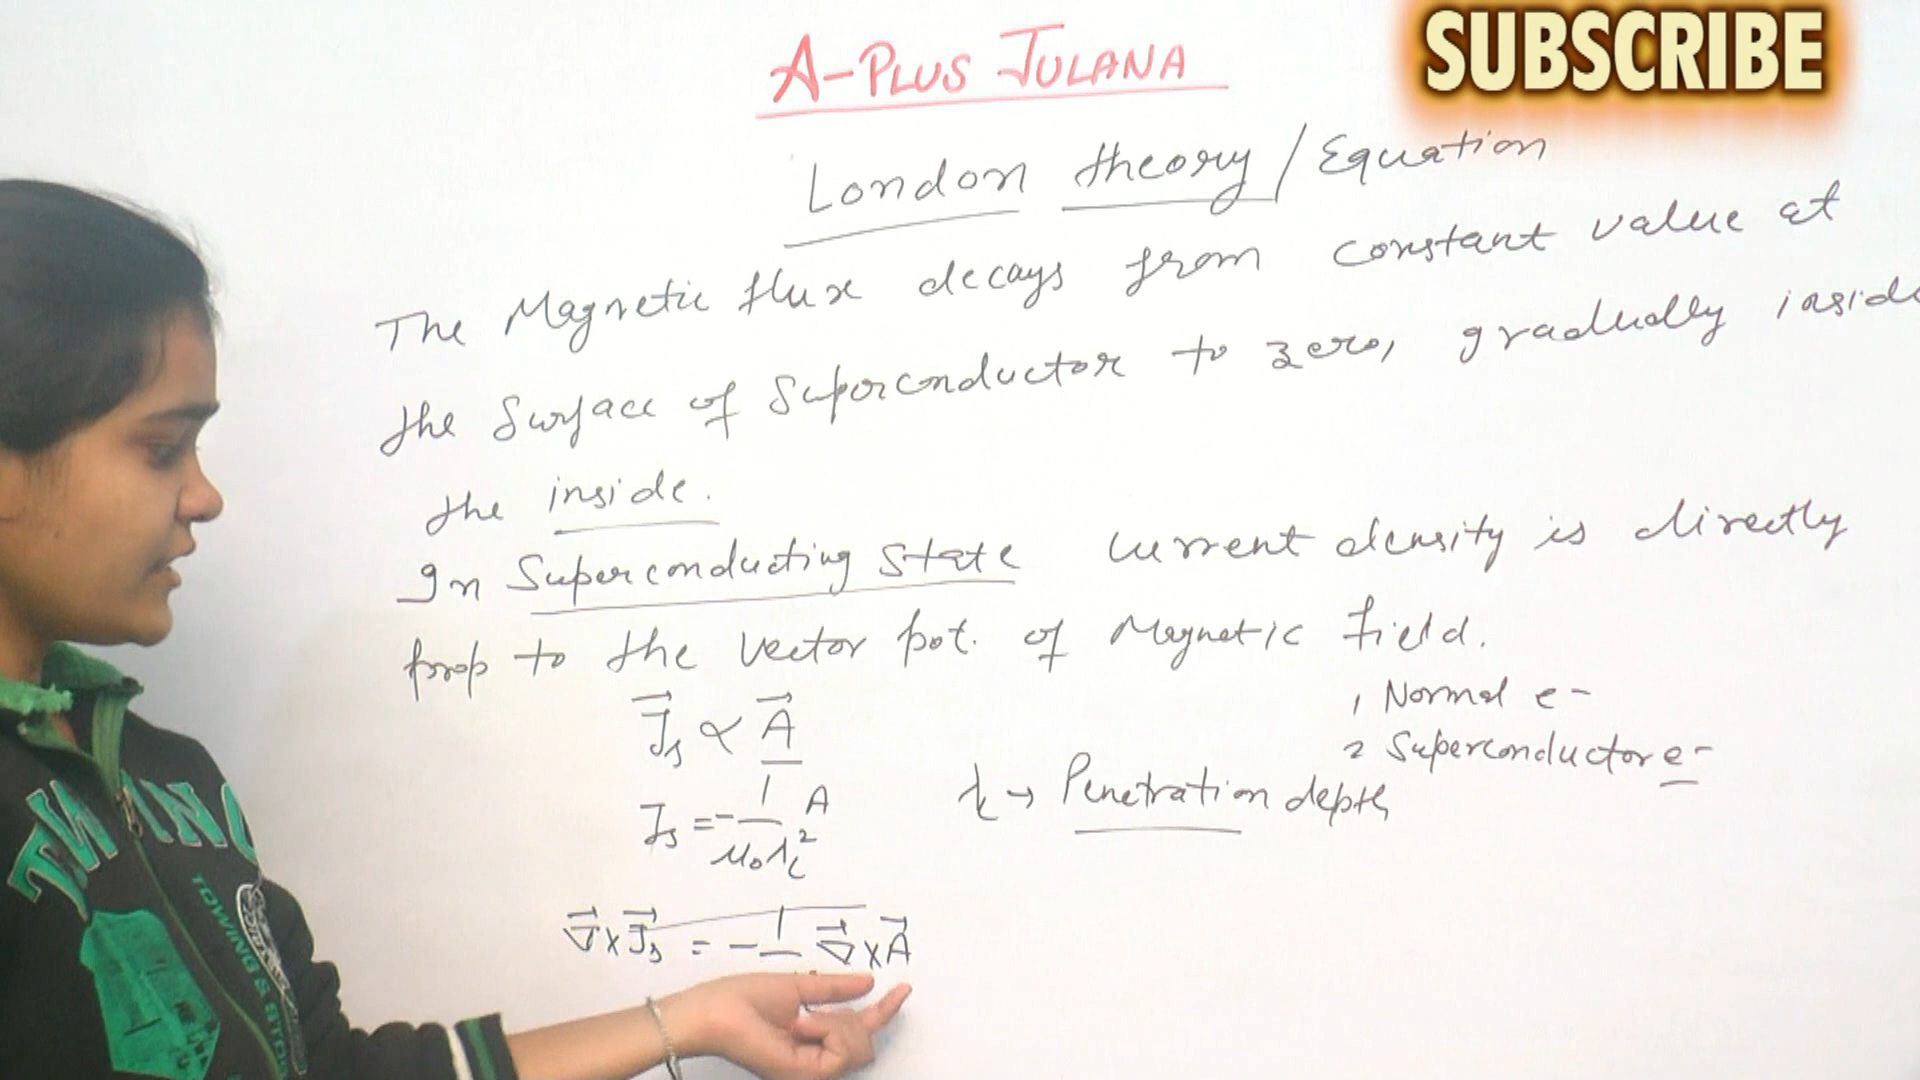 SUBSCRIBE
A-PLUS JULANA
London theory / Equation
The Magnetic flux decays from constant value at
the Surface of Superconductor to zero, gradually inside
the inside.
In Superconducting state current density is directly
prop to the vector pot. of Magnetic field.
J⃗s ∝ A⃗
1 Normal e-
2 Superconductor e-
Js = -1/μ₀λL² A
λL → Penetration depth
∇⃗×J⃗s = -1/ ∇⃗×A⃗
TWING
TOWING &